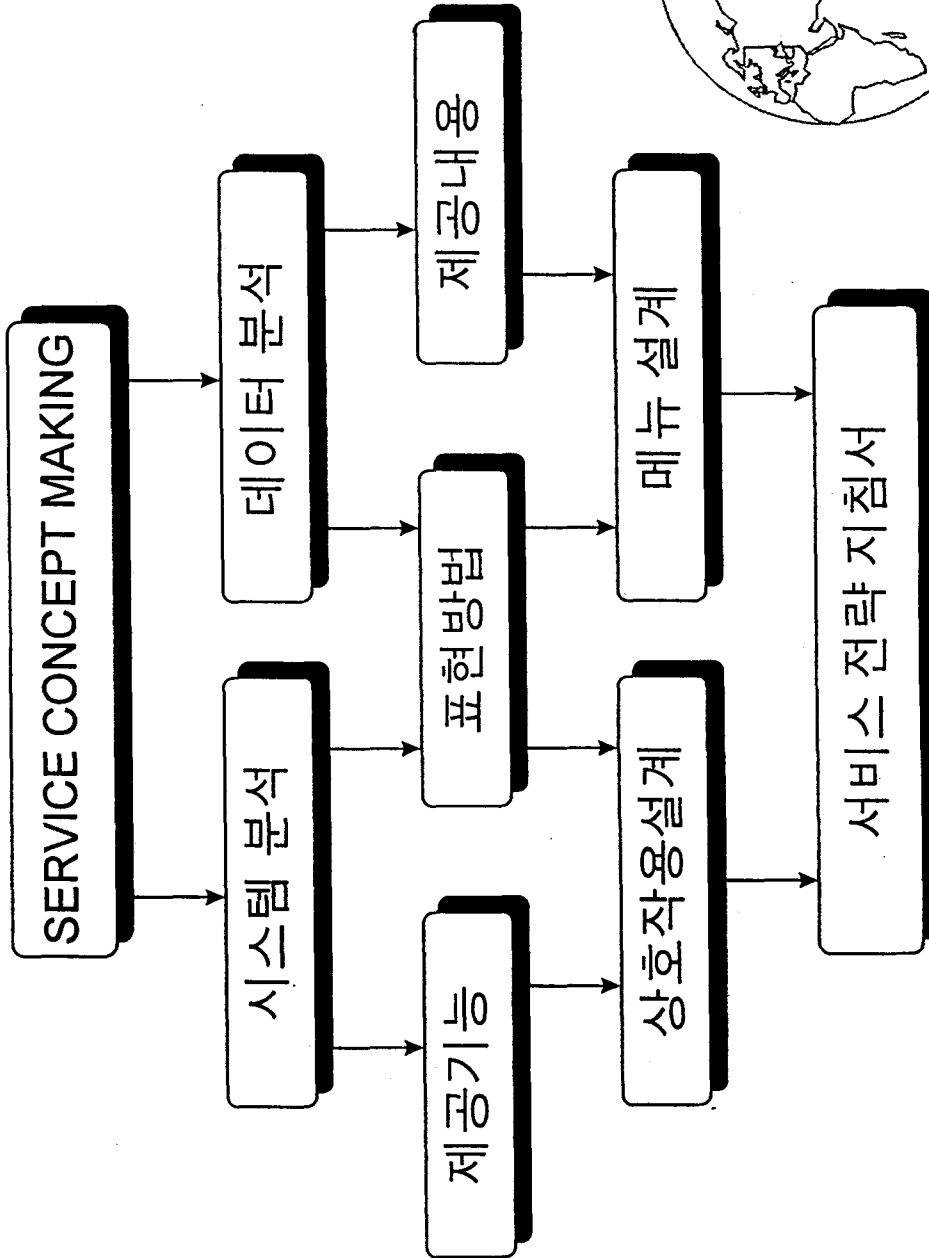 SERVICE CONCEPT MAKING
시스템 분석
데이터 분석
제공기능
표현방법
제공내용
상호작용설계
메뉴 설계
서비스 전략 지침서